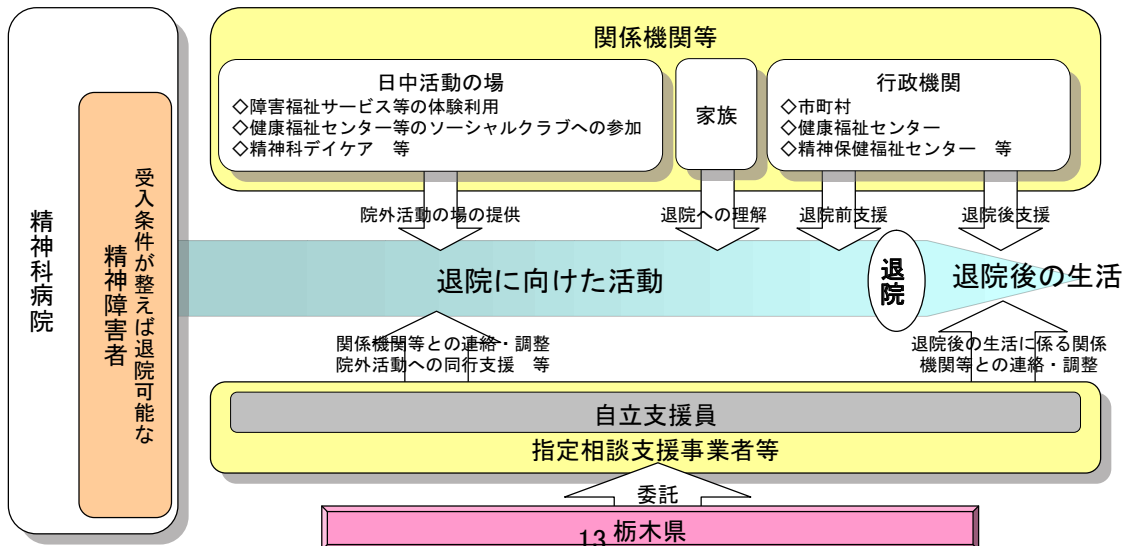 精神科病院
受入条件が整えば退院可能な
精神障害者
関係機関等
日中活動の場
◇障害福祉サービス等の体験利用
◇健康福祉センター等のソーシャルクラブへの参加
◇精神科デイケア　等
家族
行政機関
◇市町村
◇健康福祉センター
◇精神保健福祉センター　等
院外活動の場の提供
退院への理解
退院前支援
退院後支援
退院に向けた活動
退院
退院後の生活
関係機関等との連絡・調整
院外活動への同行支援　等
退院後の生活に係る関係
機関等との連絡・調整
自立支援員
指定相談支援事業者等
委託
栃木県
13